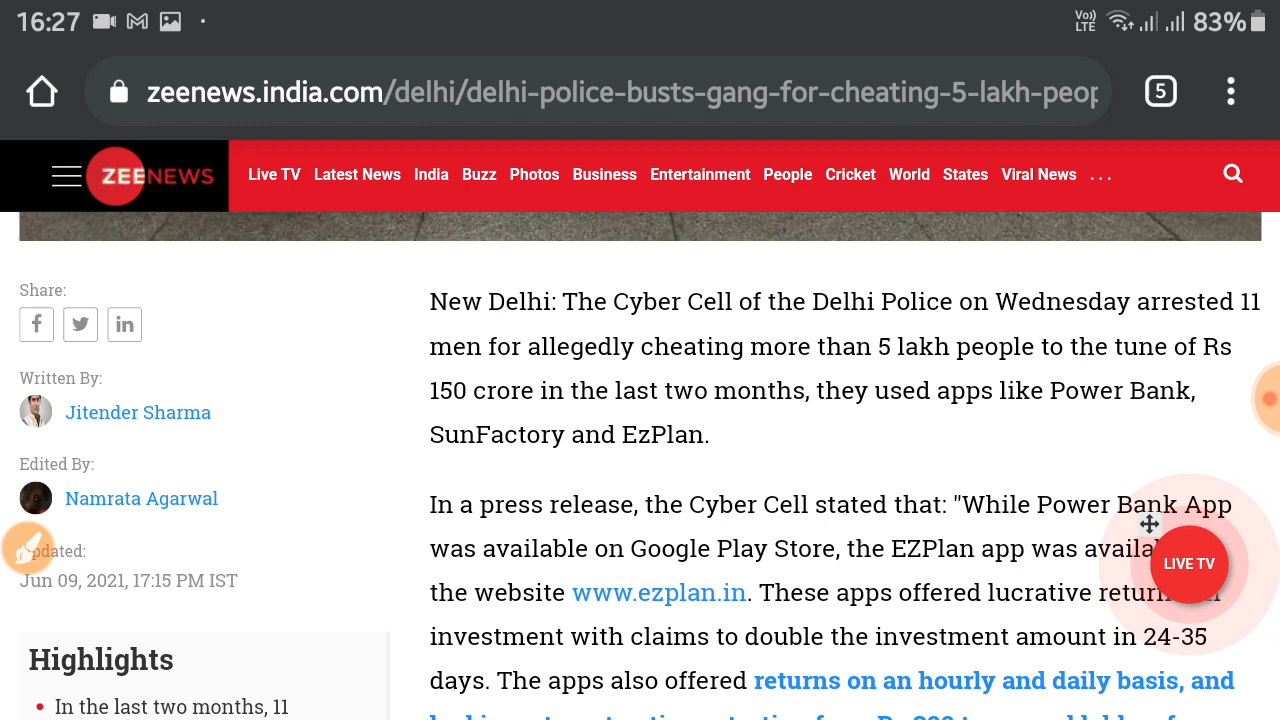 16:27
Vo)) LTE
83%
zeenews.india.com/delhi/delhi-police-busts-gang-for-cheating-5-lakh-peop
5
ZEENEWS
Live TV Latest News India Buzz Photos Business Entertainment People Cricket World States Viral News ...
Share:
Written By:
Jitender Sharma
Edited By:
Namrata Agarwal
Jun 09, 2021, 17:15 PM IST
Highlights
In the last two months, 11
New Delhi: The Cyber Cell of the Delhi Police on Wednesday arrested 11
men for allegedly cheating more than 5 lakh people to the tune of Rs
150 crore in the last two months, they used apps like Power Bank,
SunFactory and EzPlan.
In a press release, the Cyber Cell stated that: "While Power Bank App
was available on Google Play Store, the EZPlan app was
the website www.ezplan.in. These apps offered lucrative
investment with claims to double the investment amount in 24-35
days. The apps also offered returns on an hourly and daily basis, and
LIVE TV